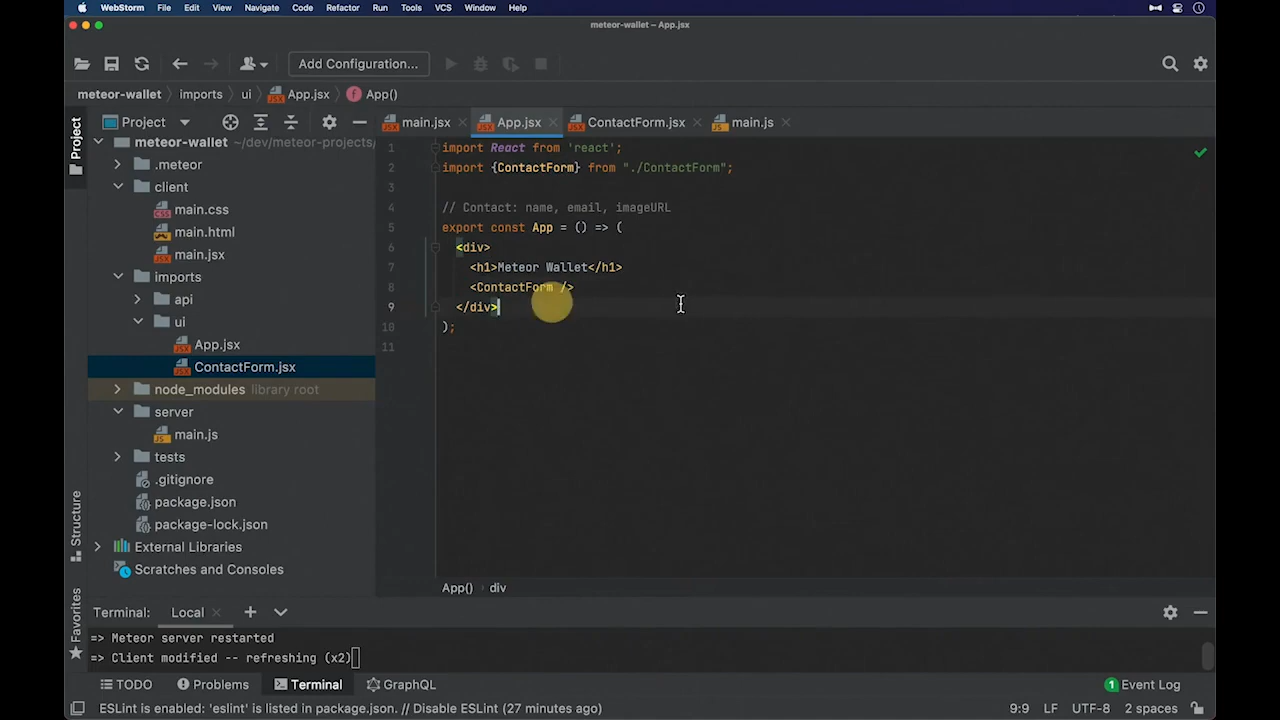 WebStorm File Edit View Navigate Code Refactor Run Tools VCS Window Help
meteor-wallet – App.jsx
Add Configuration...
meteor-wallet imports ui App.jsx f App()
Project
Project
main.jsx App.jsx ContactForm.jsx main.js
meteor-wallet ~/dev/meteor-projects/
.meteor
client
main.css
main.html
main.jsx
imports
api
ui
App.jsx
ContactForm.jsx
node_modules library root
server
main.js
tests
.gitignore
package.json
package-lock.json
External Libraries
Scratches and Consoles
1 import React from 'react';
2 import {ContactForm} from "./ContactForm";
3
4 // Contact: name, email, imageURL
5 export const App = () => (
6 <div>
7 <h1>Meteor Wallet</h1>
8 <ContactForm />
9 </div>
10 );
11
App() div
Structure
Favorites
Terminal: Local
=> Meteor server restarted
=> Client modified -- refreshing (x2)
TODO Problems Terminal GraphQL 1 Event Log
ESLint is enabled: 'eslint' is listed in package.json. // Disable ESLint (27 minutes ago) 9:9 LF UTF-8 2 spaces